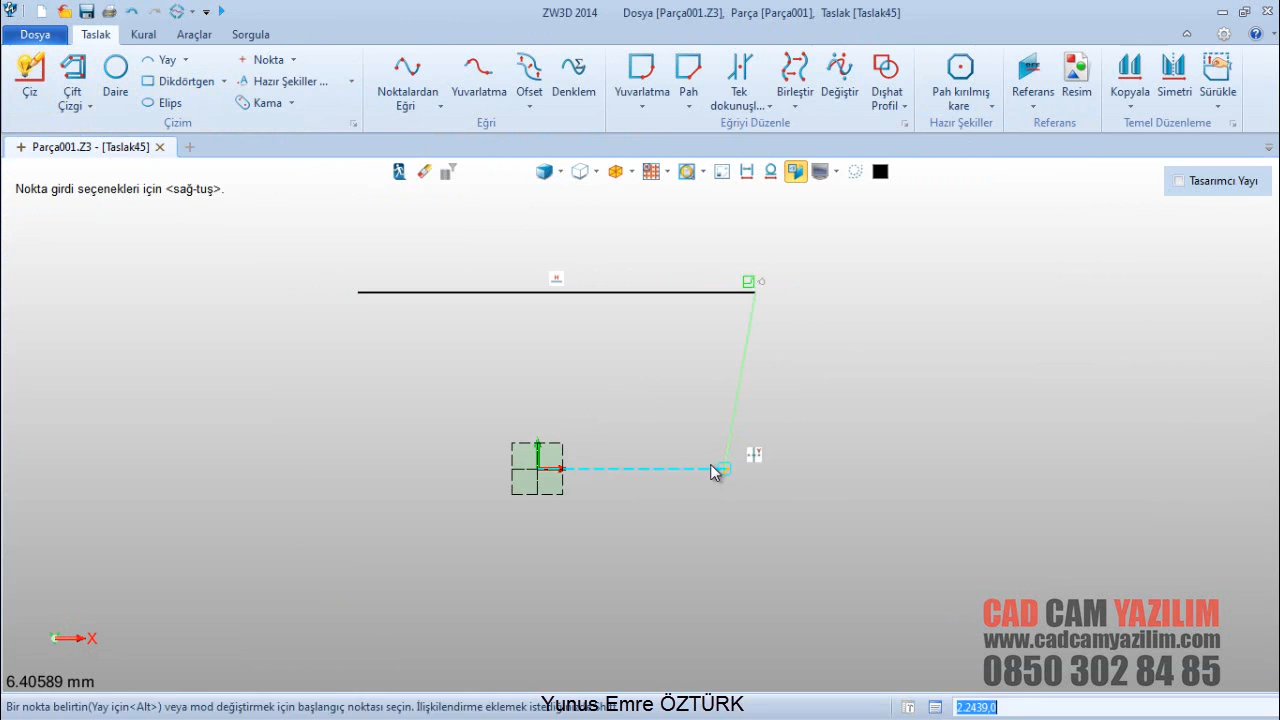 ZW3D 2014 Dosya [Parça001.Z3], Parça [Parça001], Taslak [Taslak45]
Dosya Taslak Kural Araçlar Sorgula
Çiz
Çift Çizgi
Daire
Yay
Dikdörtgen
Elips
Nokta
Hazır Şekiller ...
Kama
Çizim
Noktalardan Eğri
Yuvarlatma
Ofset
Denklem
Eğri
Yuvarlatma
Pah
Tek dokunuşl...
Birleştir
Değiştir
Dışhat Profil
Eğriyi Düzenle
Pah kırılmış kare
Hazır Şekiller
Referans
Resim
Referans
Kopyala
Simetri
Sürükle
Temel Düzenleme
Parça001.Z3 - [Taslak45]
Nokta girdi seçenekleri için <sağ-tuş>.
Tasarımcı Yayı
H
Y
X
CAD CAM YAZILIM
www.cadcamyazilim.com
0850 302 84 85
6.40589 mm
Yunus Emre ÖZTÜRK
Bir nokta belirtin(Yay için<Alt>) veya mod değiştirmek için başlangıç noktası seçin. İlişkilendirme eklemek
2.2439,0